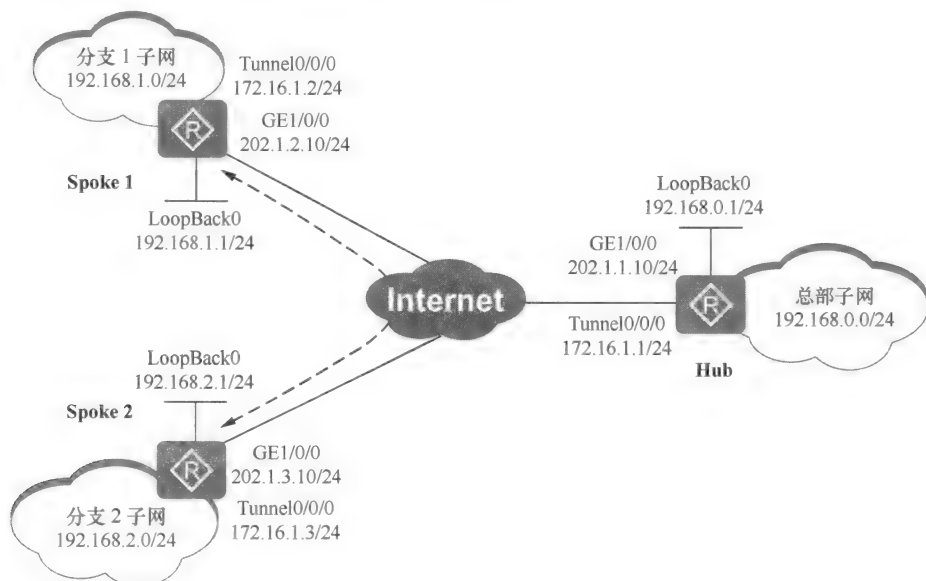 分支 1 子网
192.168.1.0/24
Tunnel0/0/0
172.16.1.2/24
GE1/0/0
202.1.2.10/24
R
Spoke 1
LoopBack0
192.168.1.1/24
LoopBack0
192.168.0.1/24
GE1/0/0
202.1.1.10/24
Internet
R
总部子网
192.168.0.0/24
Tunnel0/0/0
172.16.1.1/24
Hub
LoopBack0
192.168.2.1/24
Spoke 2
R
GE1/0/0
202.1.3.10/24
Tunnel0/0/0
172.16.1.3/24
分支 2 子网
192.168.2.0/24